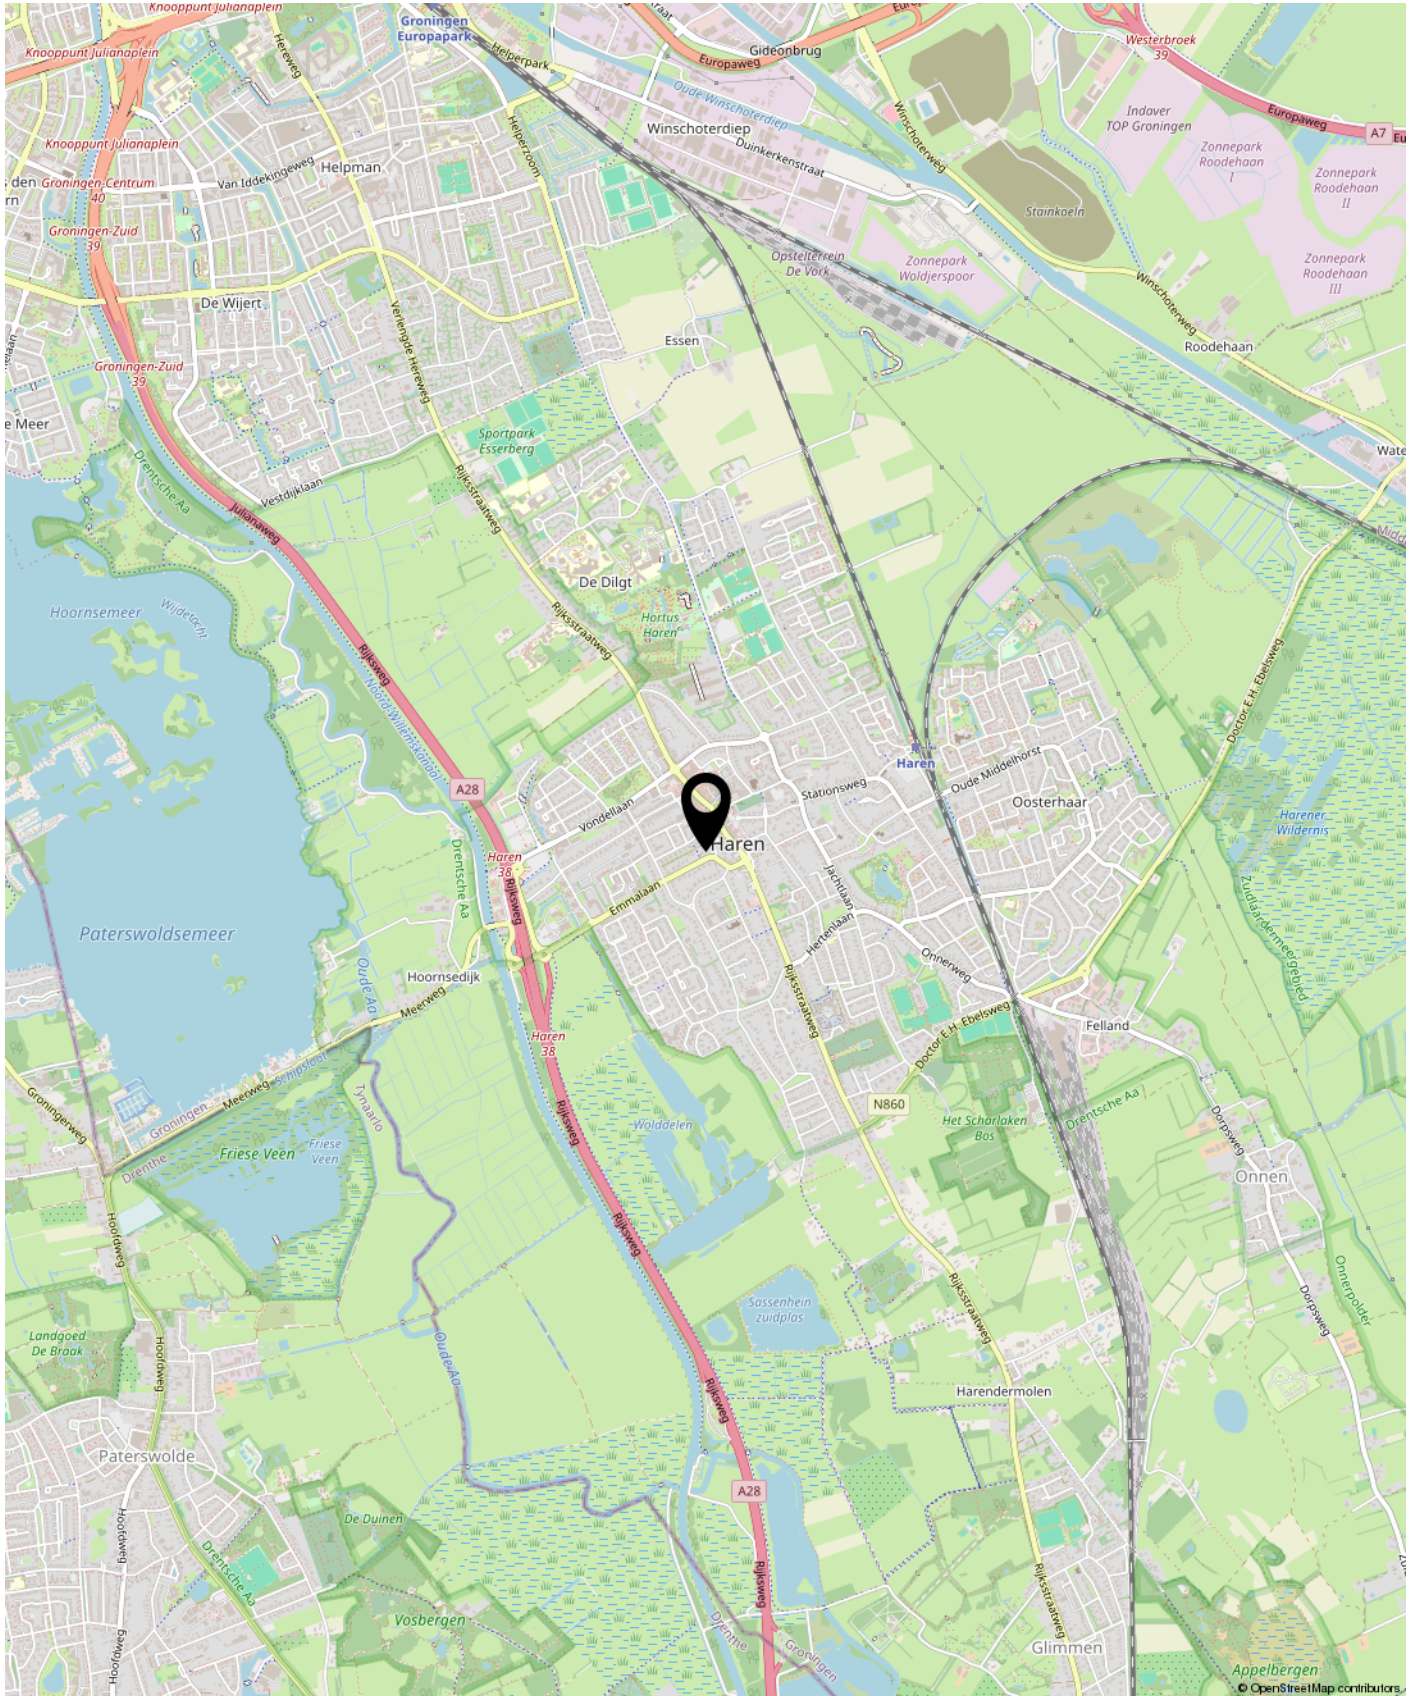 Knooppunt Julianaplein
Knooppunt Julianaplein
Hereweg
Groningen
Europapark
Helperpark
Europaweg
Gideonbrug
Westerbroek
39
Europaweg
A7
Knooppunt Julianaplein
Groningen-Centrum
40
Groningen-Zuid
39
Van Iddekingeweg
Helpman
Helperzoom
Oude Winschoterdiep
Winschoterdiep
Duinkerkenstraat
Winschoterweg
Indaver
TOP Groningen
Zonnepark
Roodehaan
I
Zonnepark
Roodehaan
II
Zonnepark
Roodehaan
III
Stainkoeln
Opstelterrein
De Vork
Zonnepark
Woldjerspoor
Winschoterweg
Roodehaan
De Wijert
Verlengde Hereweg
Essen
Groningen-Zuid
39
e Meer
Sportpark
Esserberg
Wate
Drentsche Aa
Vestdijklaan
Julianaweg
Rijksstraatweg
De Dilgt
Hortus
Haren
Rijksstraatweg
Hoornsemeer
Wijdetocht
Rijksweg
Noord-Willemskanaal
Doctor E.H. Ebelsweg
Haren
Oude Middelhorst
Oosterhaar
A28
Vondellaan
Stationsweg
Haren
Harener
Wildernis
Haren
38
Rijksweg
Drentsche Aa
Emmalaan
Jachtlaan
Hertenlaan
Zuidlaardermeergebied
Paterswoldsemeer
Oude Aa
Hoornsedijk
Meerweg
Onnerweg
Rijksstraatweg
Haren
38
Doctor E.H. Ebelsweg
Felland
Groningerweg
Meerweg
Schipsloot
Groningen
Drenthe
Tynaarlo
Friese Veen
Friese
Veen
Rijksweg
Wolddelen
N860
Het Scharlaken
Bos
Drentsche Aa
Dorpsweg
Onnen
Hoofdweg
Rijksweg
Sassenhein
zuidplas
Rijksstraatweg
Onnerpolder
Dorpsweg
Landgoed
De Braak
Hoofdweg
Oude Aa
Rijksweg
Harendermolen
Paterswolde
A28
De Duinen
Hoofdweg
Drentsche Aa
Rijksweg
Rijksstraatweg
Vosbergen
Drenthe
Groningen
Hoofdweg
Glimmen
Appelbergen
© OpenStreetMap contributors